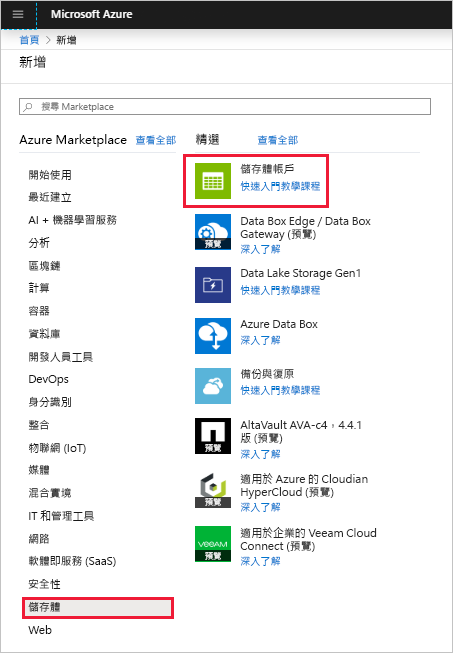 Microsoft Azure
首頁 > 新增
新增
搜尋 Marketplace
Azure Marketplace 查看全部
開始使用
最近建立
AI + 機器學習服務
分析
區塊鏈
計算
容器
資料庫
開發人員工具
DevOps
身分識別
整合
物聯網 (IoT)
媒體
混合實境
IT 和管理工具
網路
軟體即服務 (SaaS)
安全性
儲存體
Web
精選 查看全部
儲存體帳戶
快速入門教學課程
Data Box Edge / Data Box
Gateway (預覽)
深入了解
預覽
Data Lake Storage Gen1
快速入門教學課程
Azure Data Box
深入了解
備份與復原
快速入門教學課程
AltaVault AVA-c4，4.4.1
版 (預覽)
深入了解
預覽
適用於 Azure 的 Cloudian
HyperCloud (預覽)
深入了解
預覽
適用於企業的 Veeam Cloud
Connect (預覽)
深入了解
VEEAM
預覽